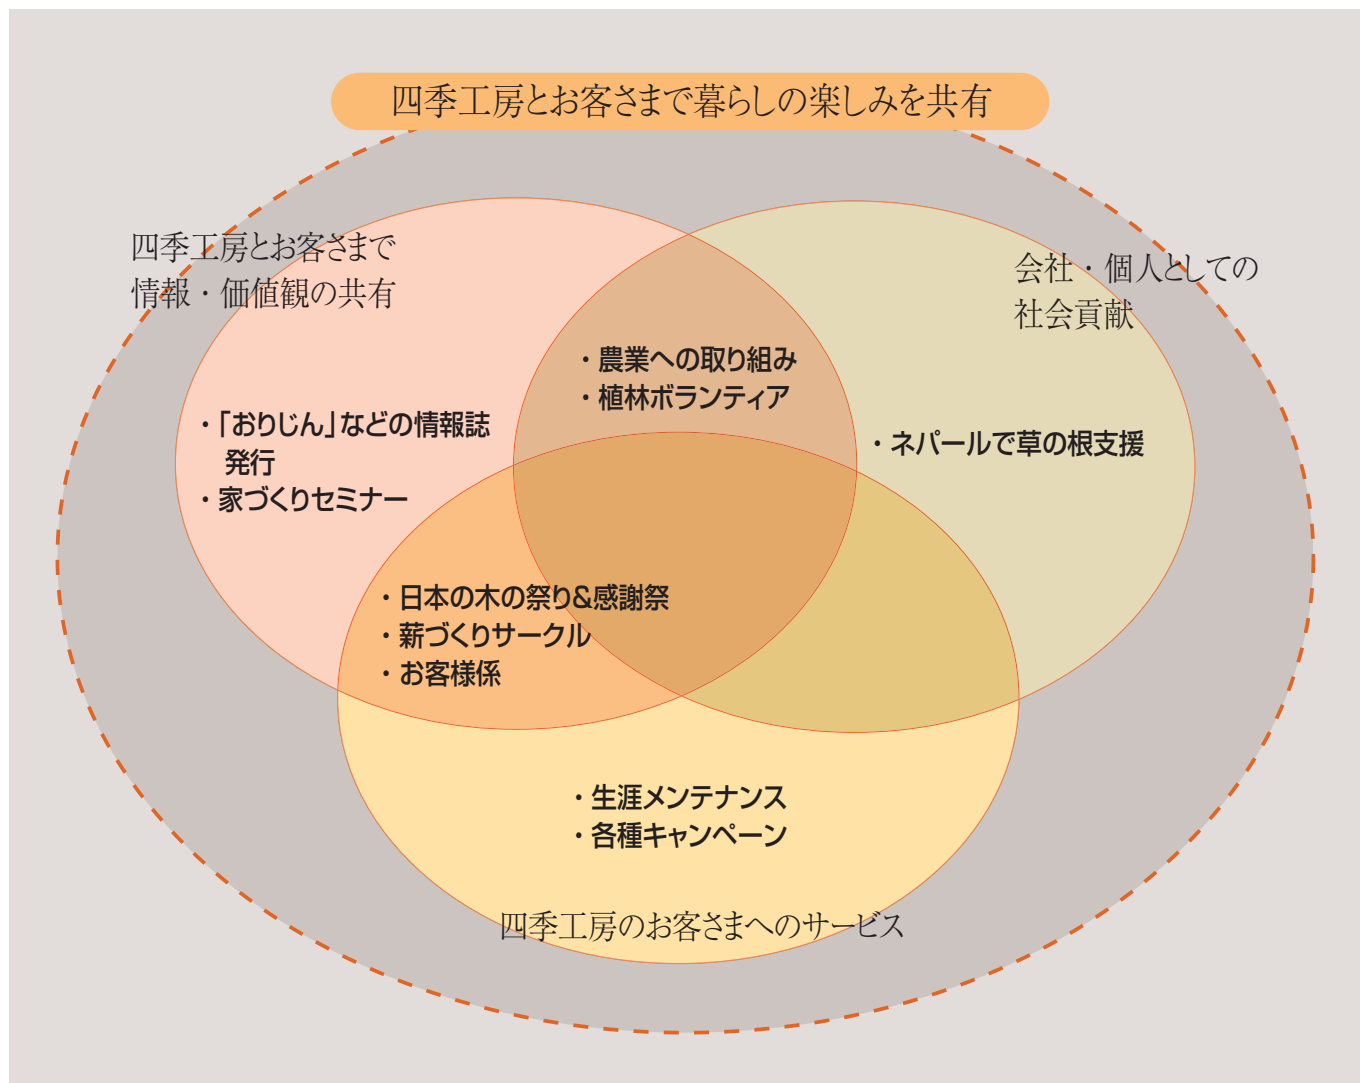 四季工房とお客さまで暮らしの楽しみを共有
四季工房とお客さまで
情報・価値観の共有
会社・個人としての
社会貢献
・農業への取り組み
・植林ボランティア
・「おりじん」などの情報誌
発行
・家づくりセミナー
・ネパールで草の根支援
・日本の木の祭り&感謝祭
・薪づくりサークル
・お客様係
・生涯メンテナンス
・各種キャンペーン
四季工房のお客さまへのサービス